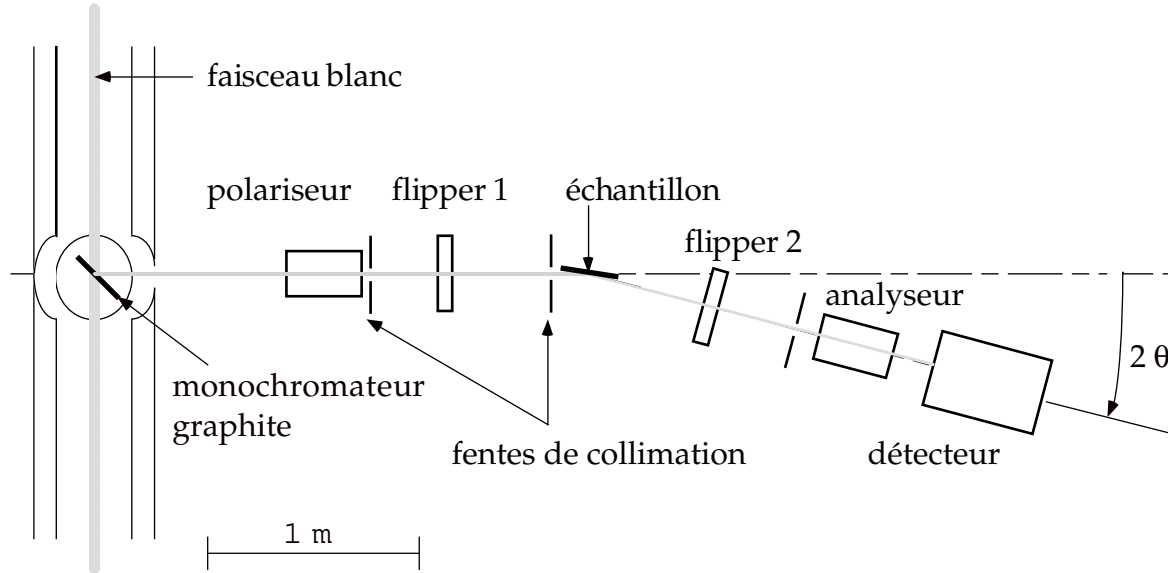 faisceau blanc
polariseur
flipper 1
échantillon
flipper 2
analyseur
2 θ
monochromateur
graphite
fentes de collimation
détecteur
1 m